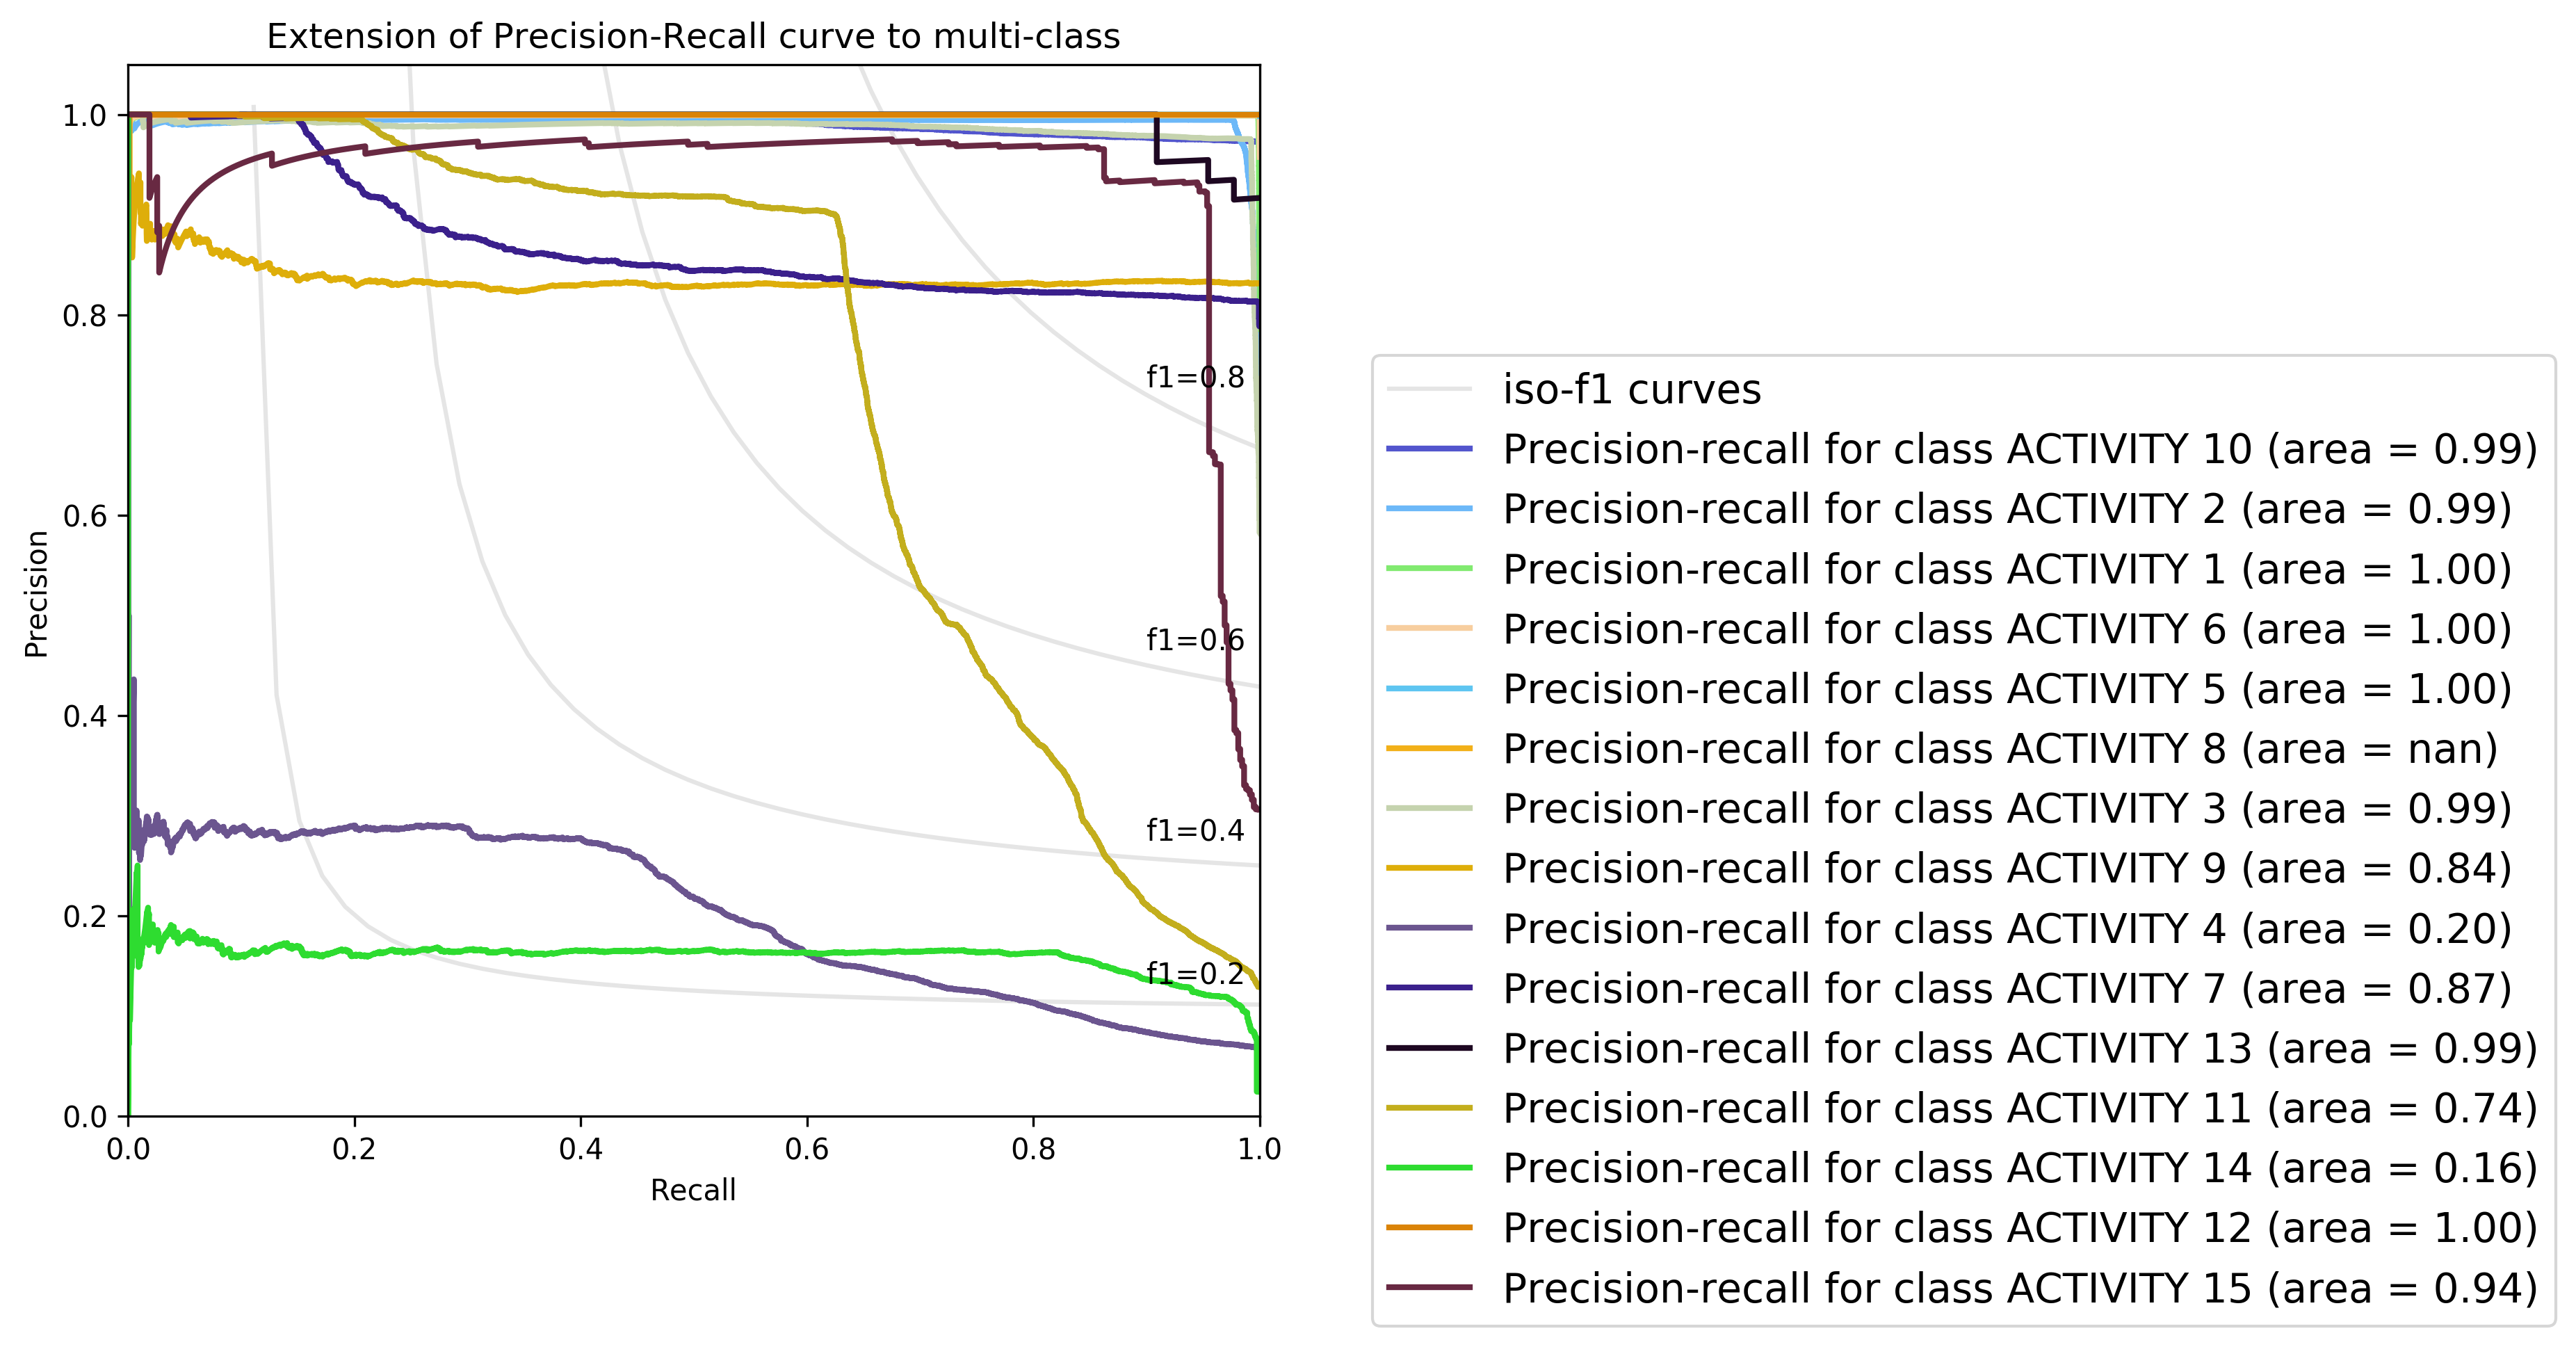 Extension of Precision-Recall curve to multi-class
1.0
0.8
0.6
0.4
0.2
0.0
Precision
0.0 0.2 0.4 0.6 0.8 1.0
Recall
f1=0.8
f1=0.6
f1=0.4
f1=0.2
iso-f1 curves
Precision-recall for class ACTIVITY 10 (area = 0.99)
Precision-recall for class ACTIVITY 2 (area = 0.99)
Precision-recall for class ACTIVITY 1 (area = 1.00)
Precision-recall for class ACTIVITY 6 (area = 1.00)
Precision-recall for class ACTIVITY 5 (area = 1.00)
Precision-recall for class ACTIVITY 8 (area = nan)
Precision-recall for class ACTIVITY 3 (area = 0.99)
Precision-recall for class ACTIVITY 9 (area = 0.84)
Precision-recall for class ACTIVITY 4 (area = 0.20)
Precision-recall for class ACTIVITY 7 (area = 0.87)
Precision-recall for class ACTIVITY 13 (area = 0.99)
Precision-recall for class ACTIVITY 11 (area = 0.74)
Precision-recall for class ACTIVITY 14 (area = 0.16)
Precision-recall for class ACTIVITY 12 (area = 1.00)
Precision-recall for class ACTIVITY 15 (area = 0.94)